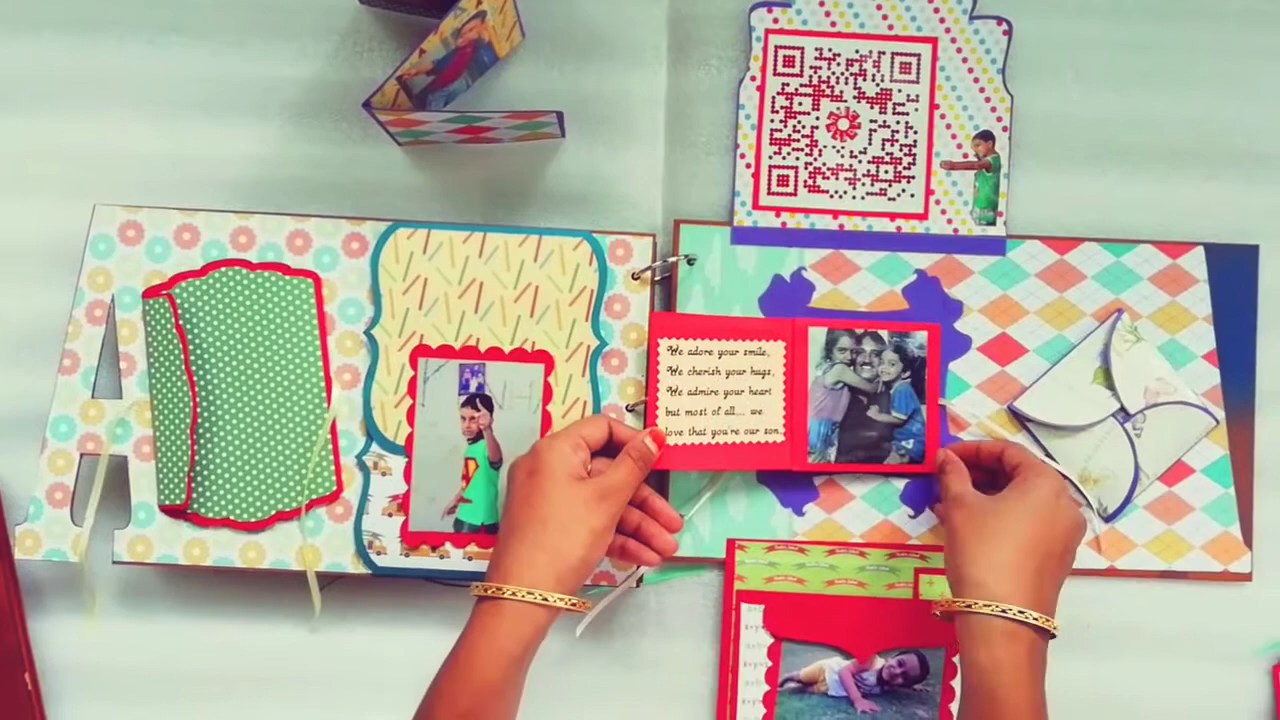 We adore your smile,
We cherish your hugs,
We admire your heart
but most of all.... we
love that you're our son.